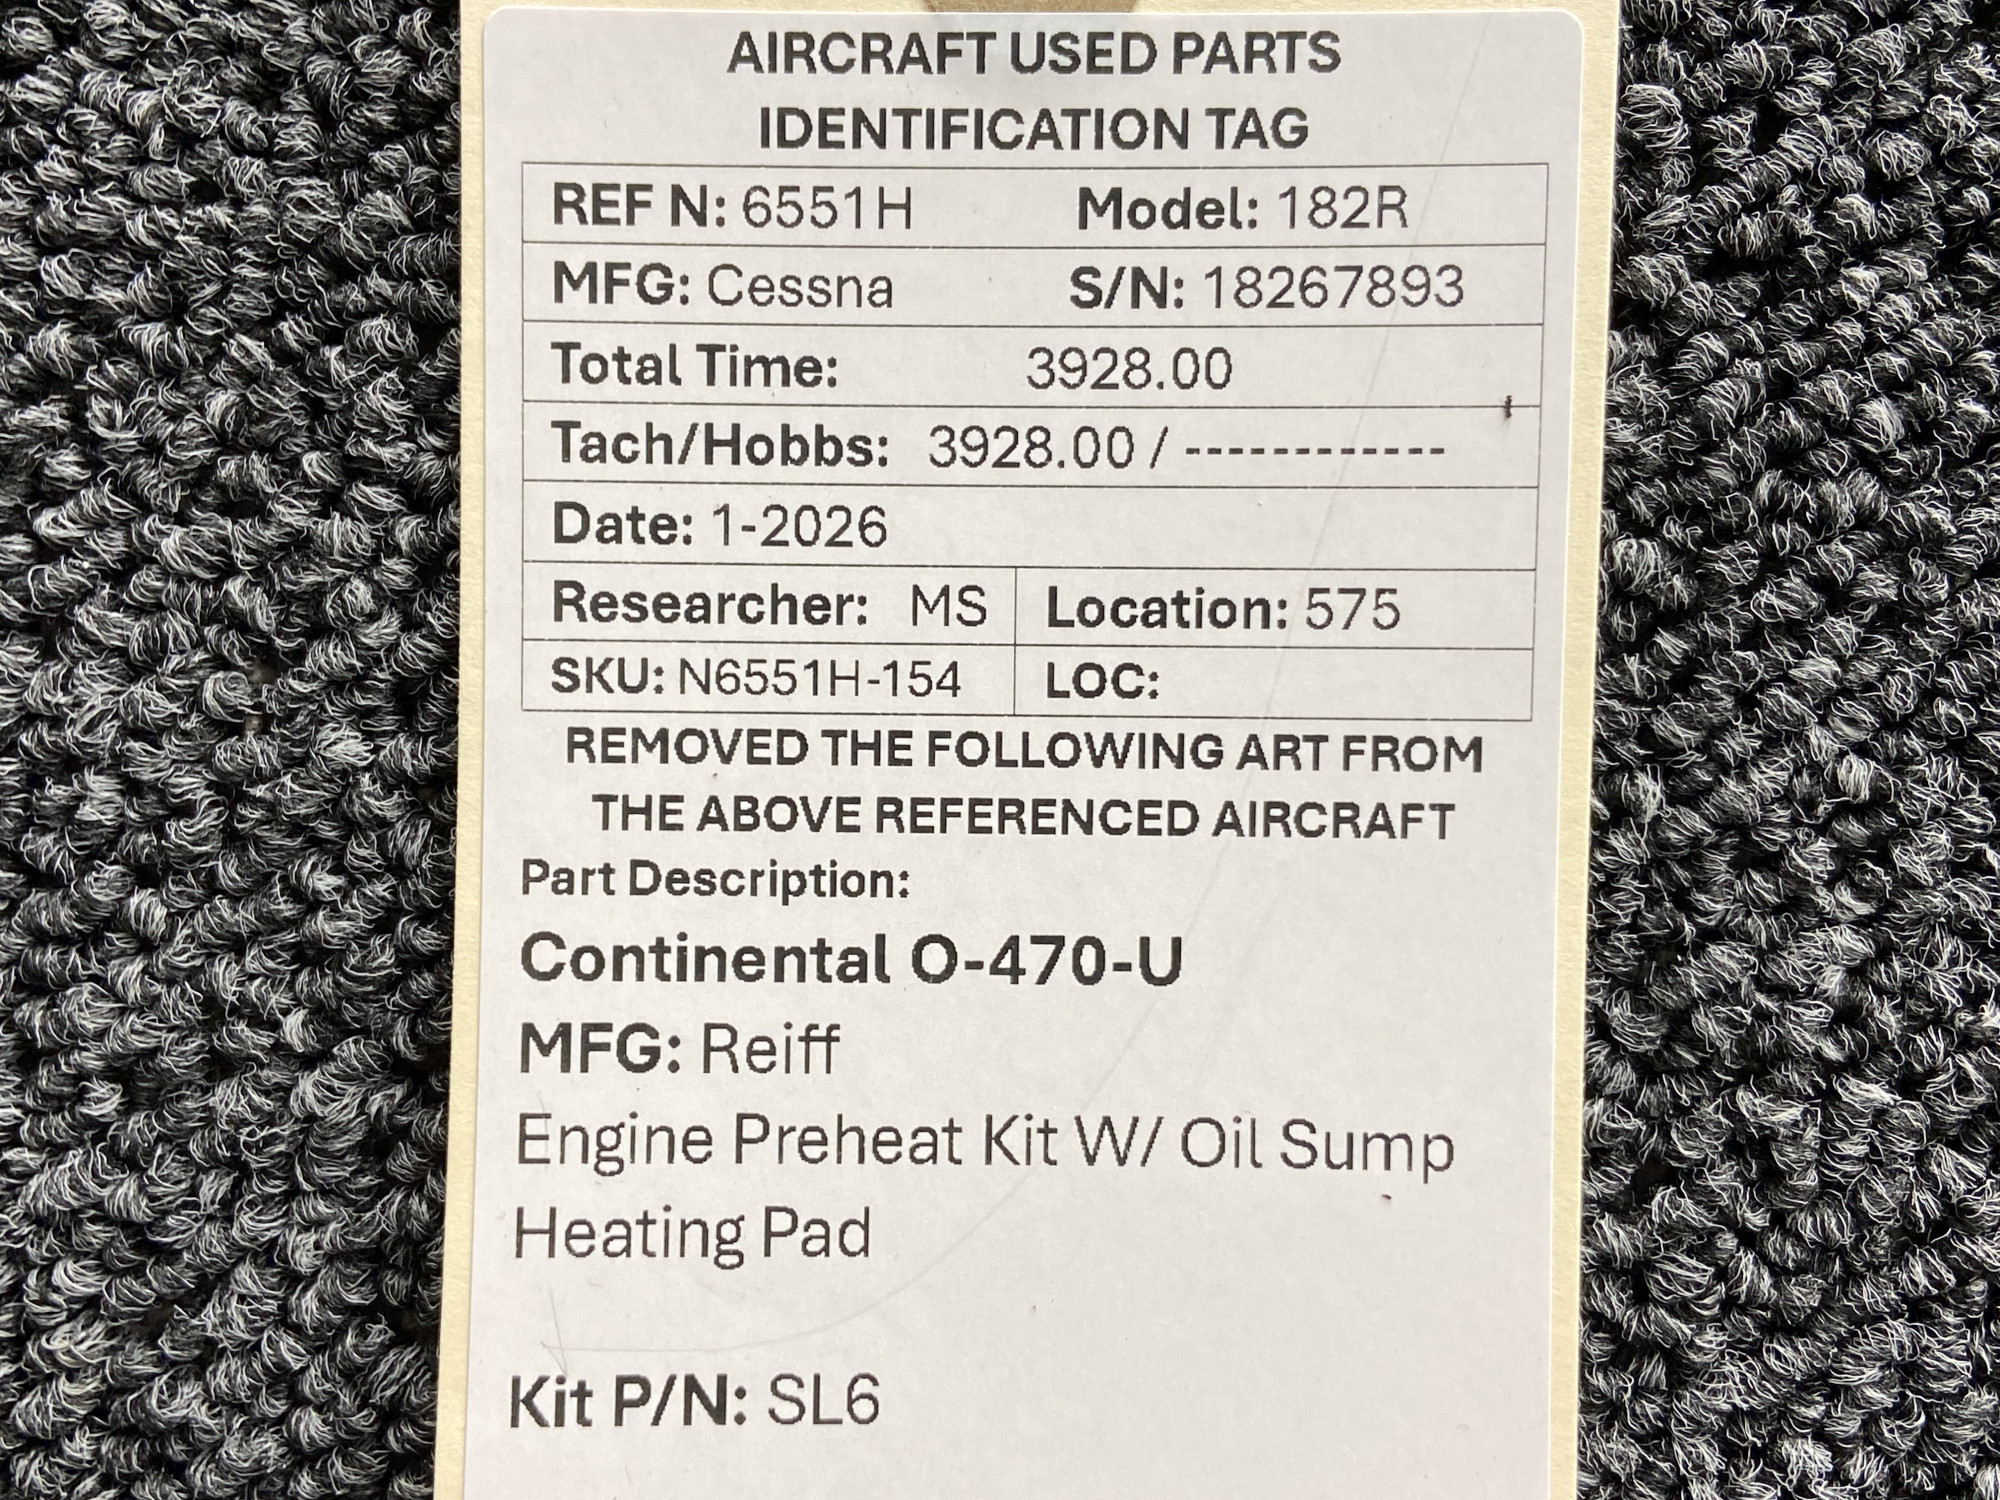 AIRCRAFT USED PARTS
IDENTIFICATION TAG
REF N: 6551H Model: 182R
MFG: Cessna S/N: 18267893
Total Time: 3928.00
Tach/Hobbs: 3928.00 / ------------
Date: 1-2026
Researcher: MS Location: 575
SKU: N6551H-154 LOC:
REMOVED THE FOLLOWING ART FROM
THE ABOVE REFERENCED AIRCRAFT
Part Description:
Continental O-470-U
MFG: Reiff
Engine Preheat Kit W/ Oil Sump
Heating Pad
Kit P/N: SL6